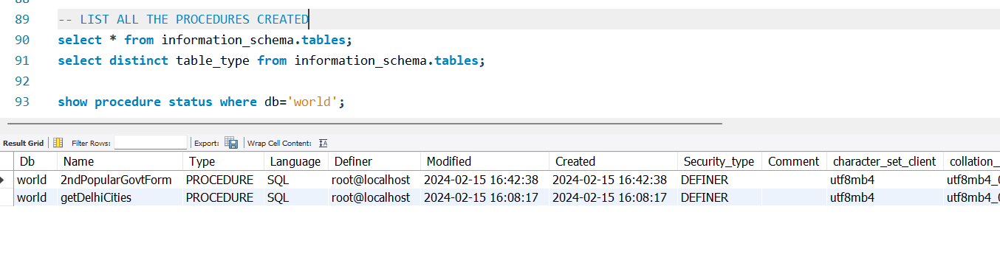 89 -- LIST ALL THE PROCEDURES CREATED
90 select * from information_schema.tables;
91 select distinct table_type from information_schema.tables;
92
93 show procedure status where db='world';
Result Grid Filter Rows: Export: Wrap Cell Content: IA
Db Name Type Language Definer Modified Created Security_type Comment character_set_client collation_
world 2ndPopularGovtForm PROCEDURE SQL root@localhost 2024-02-15 16:42:38 2024-02-15 16:42:38 DEFINER utf8mb4 utf8mb4_
world getDelhiCities PROCEDURE SQL root@localhost 2024-02-15 16:08:17 2024-02-15 16:08:17 DEFINER utf8mb4 utf8mb4_